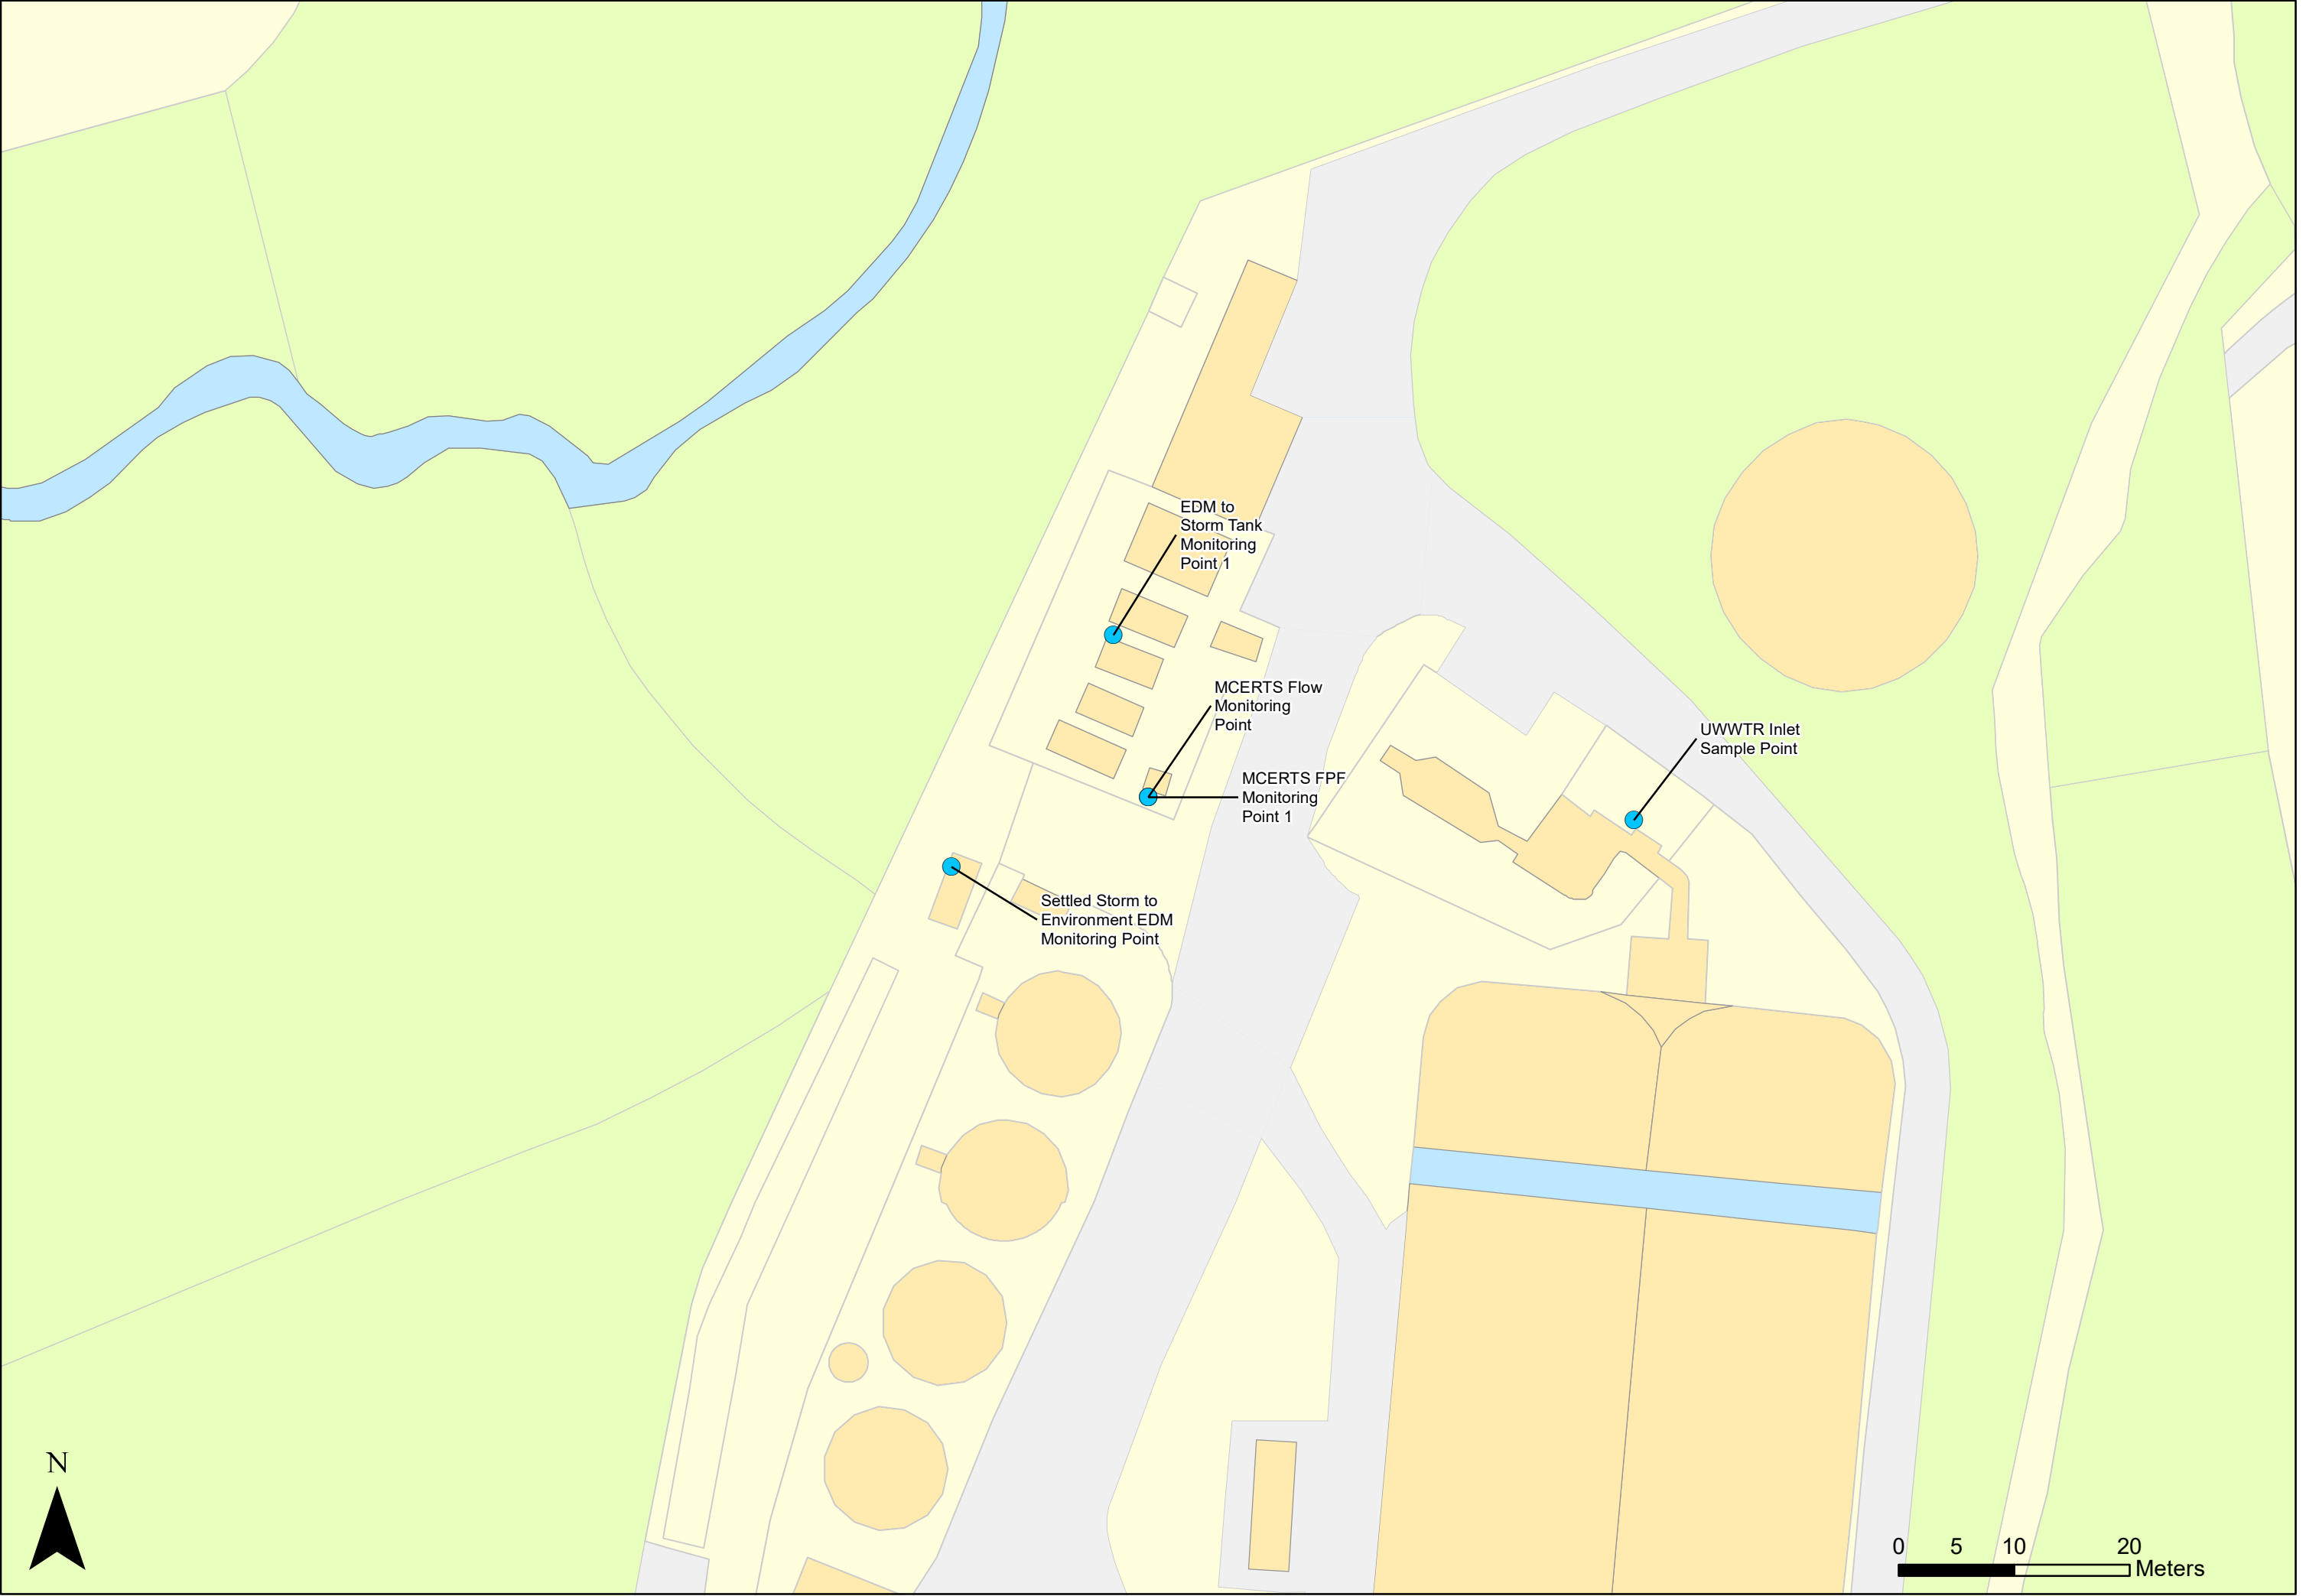 EDM to
Storm Tank
Monitoring
Point 1
MCERTS Flow
Monitoring
Point
UWWTR Inlet
Sample Point
MCERTS FPF
Monitoring
Point 1
Settled Storm to
Environment EDM
Monitoring Point
N
0 5 10 20
Meters